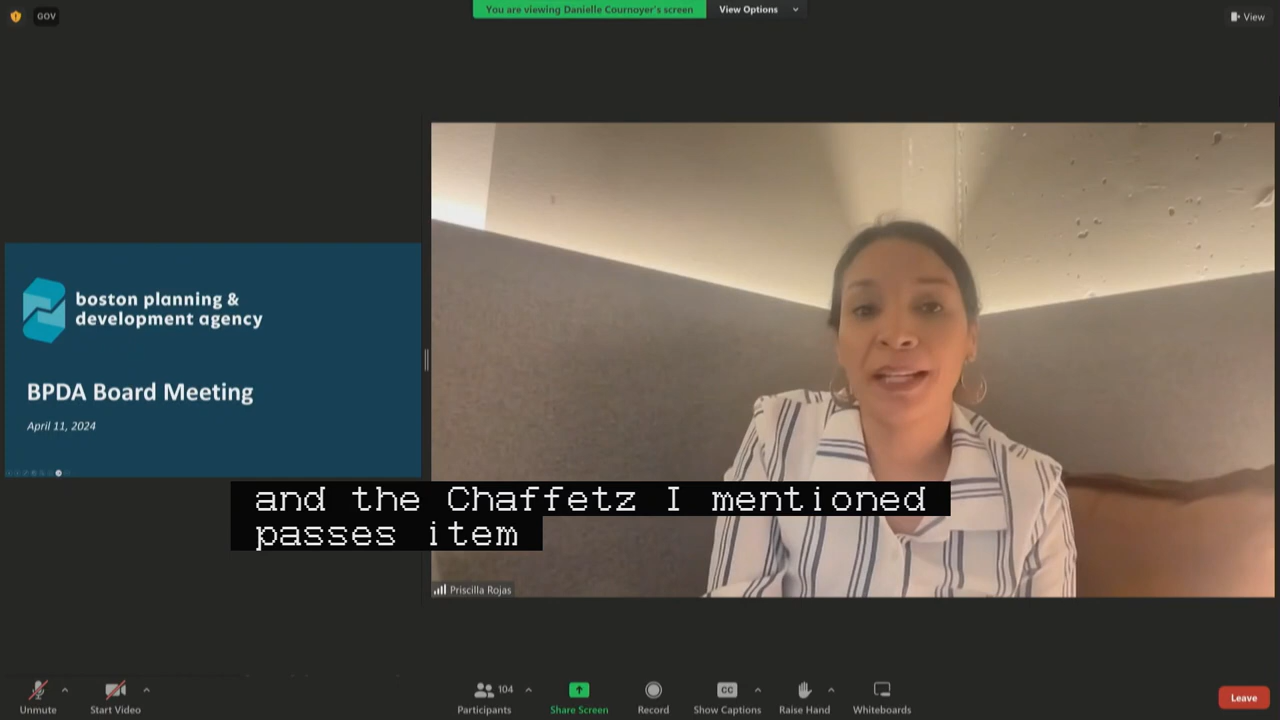 GOV
You are viewing Danielle Cournoyer's screen
View Options
View
boston planning &
development agency
BPDA Board Meeting
April 11, 2024
and the Chaffetz I mentioned
passes item
Priscilla Rojas
Unmute
Start Video
104
Participants
Share Screen
Record
CC
Show Captions
Raise Hand
Whiteboards
Leave